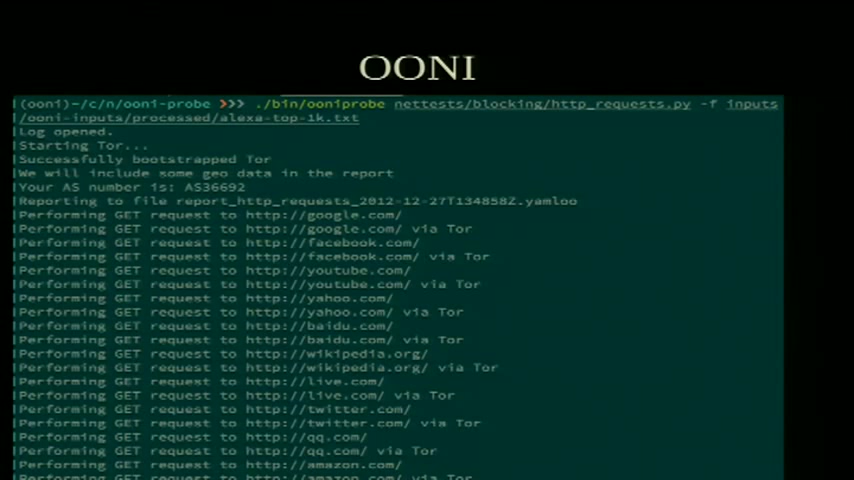 OONI
(ooni)~/c/n/ooni-probe ❯❯❯ ./bin/ooniprobe nettests/blocking/http_requests.py -f inputs
/ooni-inputs/processed/alexa-top-1k.txt
Log opened.
Starting Tor...
Successfully bootstrapped Tor
We will include some geo data in the report
Your AS number is: AS36692
Reporting to file report_http_requests_2012-12-27T134858Z.yamloo
Performing GET request to http://google.com/
Performing GET request to http://google.com/ via Tor
Performing GET request to http://facebook.com/
Performing GET request to http://facebook.com/ via Tor
Performing GET request to http://youtube.com/
Performing GET request to http://youtube.com/ via Tor
Performing GET request to http://yahoo.com/
Performing GET request to http://yahoo.com/ via Tor
Performing GET request to http://baidu.com/
Performing GET request to http://baidu.com/ via Tor
Performing GET request to http://wikipedia.org/
Performing GET request to http://wikipedia.org/ via Tor
Performing GET request to http://live.com/
Performing GET request to http://live.com/ via Tor
Performing GET request to http://twitter.com/
Performing GET request to http://twitter.com/ via Tor
Performing GET request to http://qq.com/
Performing GET request to http://qq.com/ via Tor
Performing GET request to http://amazon.com/
Performing GET request to http://amazon.com/ via Tor